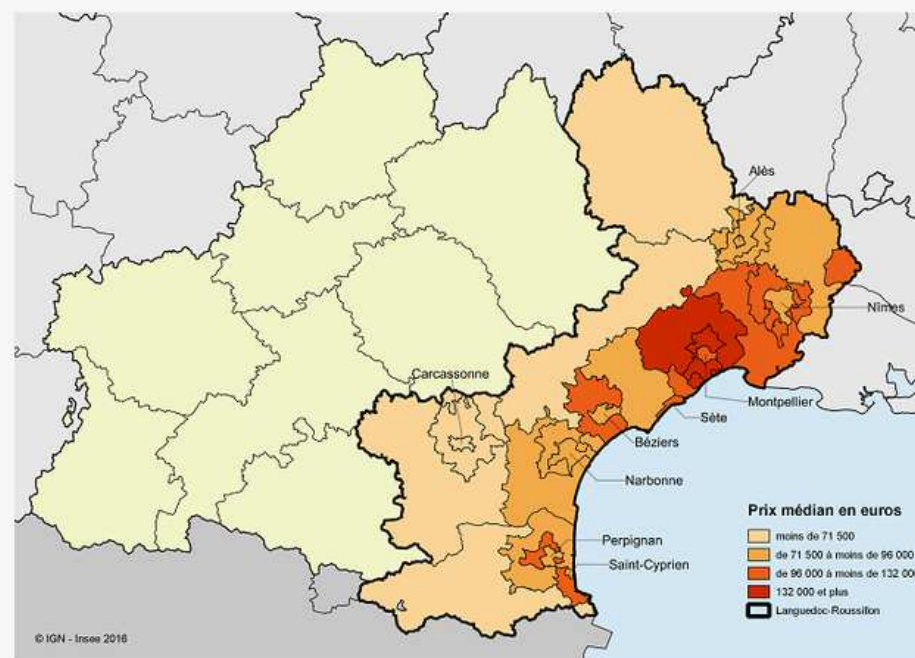 Alès
Nîmes
Carcassonne
Montpellier
Sète
Béziers
Narbonne
Perpignan
Saint-Cyprien
Prix médian en euros
moins de 71 500
de 71 500 à moins de 96 000
de 96 000 à moins de 132 00
132 000 et plus
Languedoc-Roussillon
© IGN - Insee 2016